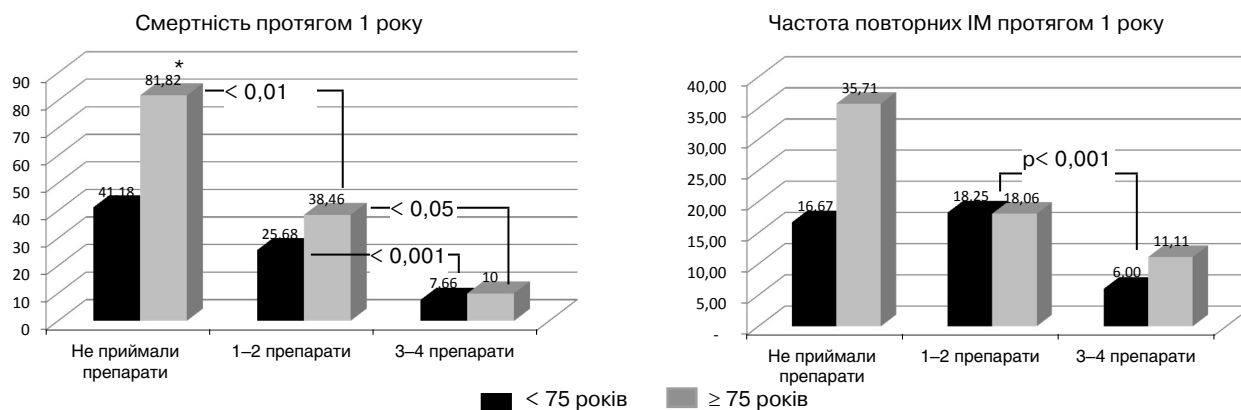 Смертність протягом 1 року
90
80
70
60
50
40
30
20
10
0
41,18
81,82
*
< 0,01
25,68
38,46
< 0,05
< 0,001
7,66
10
Не приймали
препарати
1–2 препарати
3–4 препарати
Частота повторних ІМ протягом 1 року
40,00
35,00
30,00
25,00
20,00
15,00
10,00
5,00
-
16,67
35,71
p< 0,001
18,25
18,06
6,00
11,11
Не приймали
препарати
1–2 препарати
3–4 препарати
< 75 років
≥ 75 років